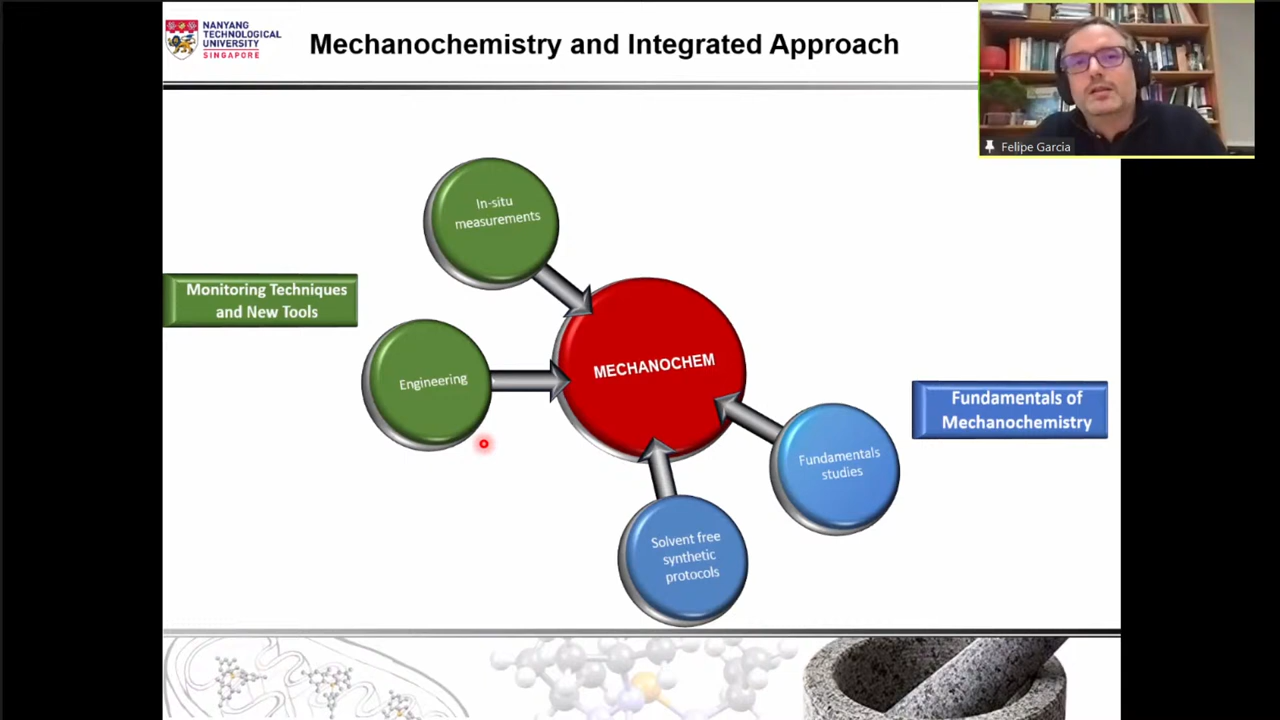 NANYANG
TECHNOLOGICAL
UNIVERSITY
SINGAPORE
Mechanochemistry and Integrated Approach
Felipe Garcia
In-situ
measurements
Monitoring Techniques
and New Tools
Engineering
MECHANOCHEM
Fundamentals of
Mechanochemistry
Fundamentals
studies
Solvent free
synthetic
protocols